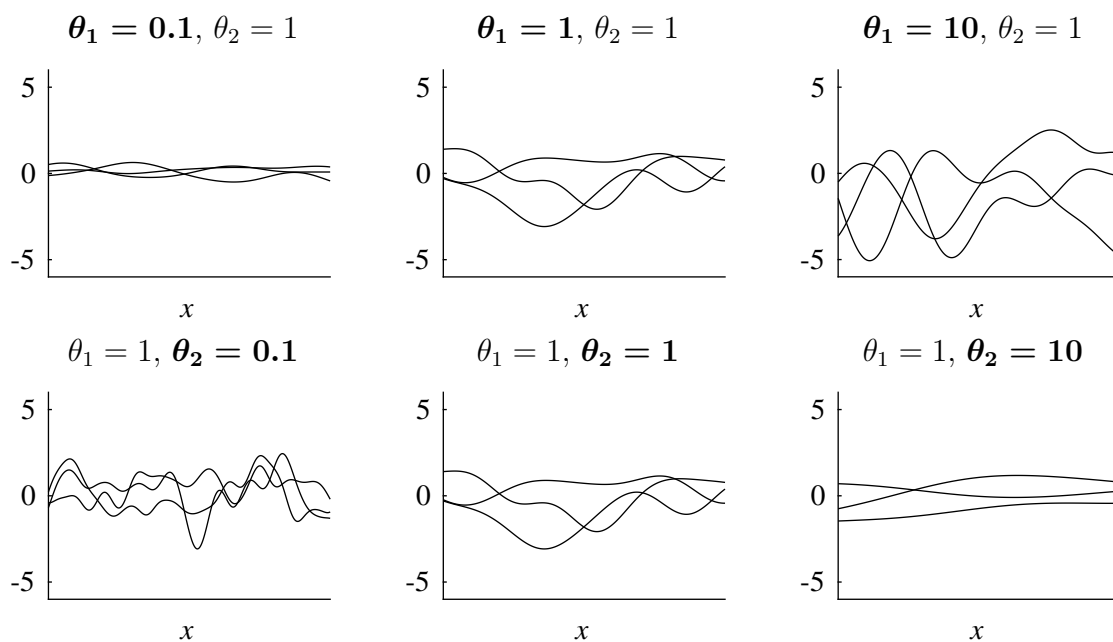 θ₁ = 0.1, θ₂ = 1
θ₁ = 1, θ₂ = 1
θ₁ = 10, θ₂ = 1
5
0
-5
x
5
0
-5
x
5
0
-5
x
θ₁ = 1, θ₂ = 0.1
θ₁ = 1, θ₂ = 1
θ₁ = 1, θ₂ = 10
5
0
-5
x
5
0
-5
x
5
0
-5
x